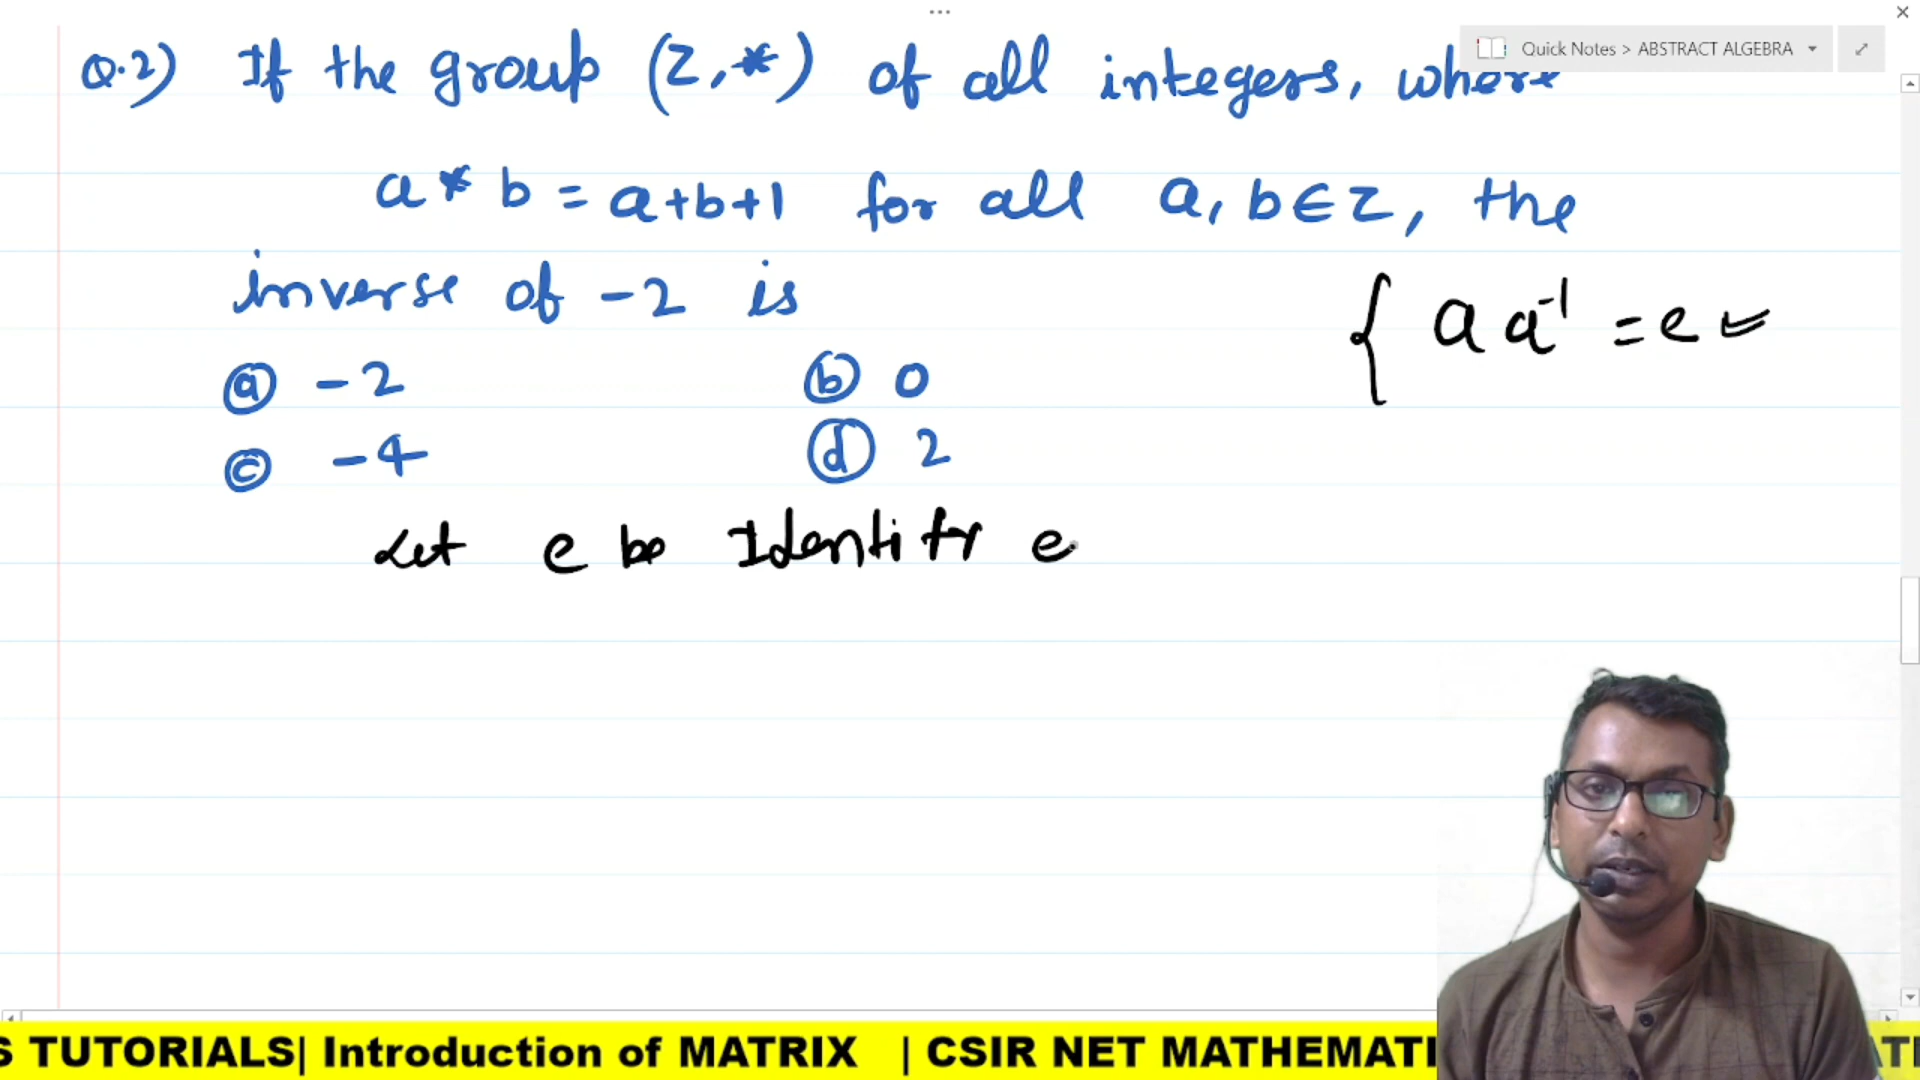 Quick Notes > ABSTRACT ALGEBRA
Q.2) If the group (Z,*) of all integers, where
a * b = a+b+1 for all a, b ∈ Z, the
inverse of -2 is
{ a a⁻¹ = e
ⓐ -2 ⓑ 0
ⓒ -4 ⓓ 2
Let e be Identity e
S TUTORIALS| Introduction of MATRIX | CSIR NET MATHEMATI